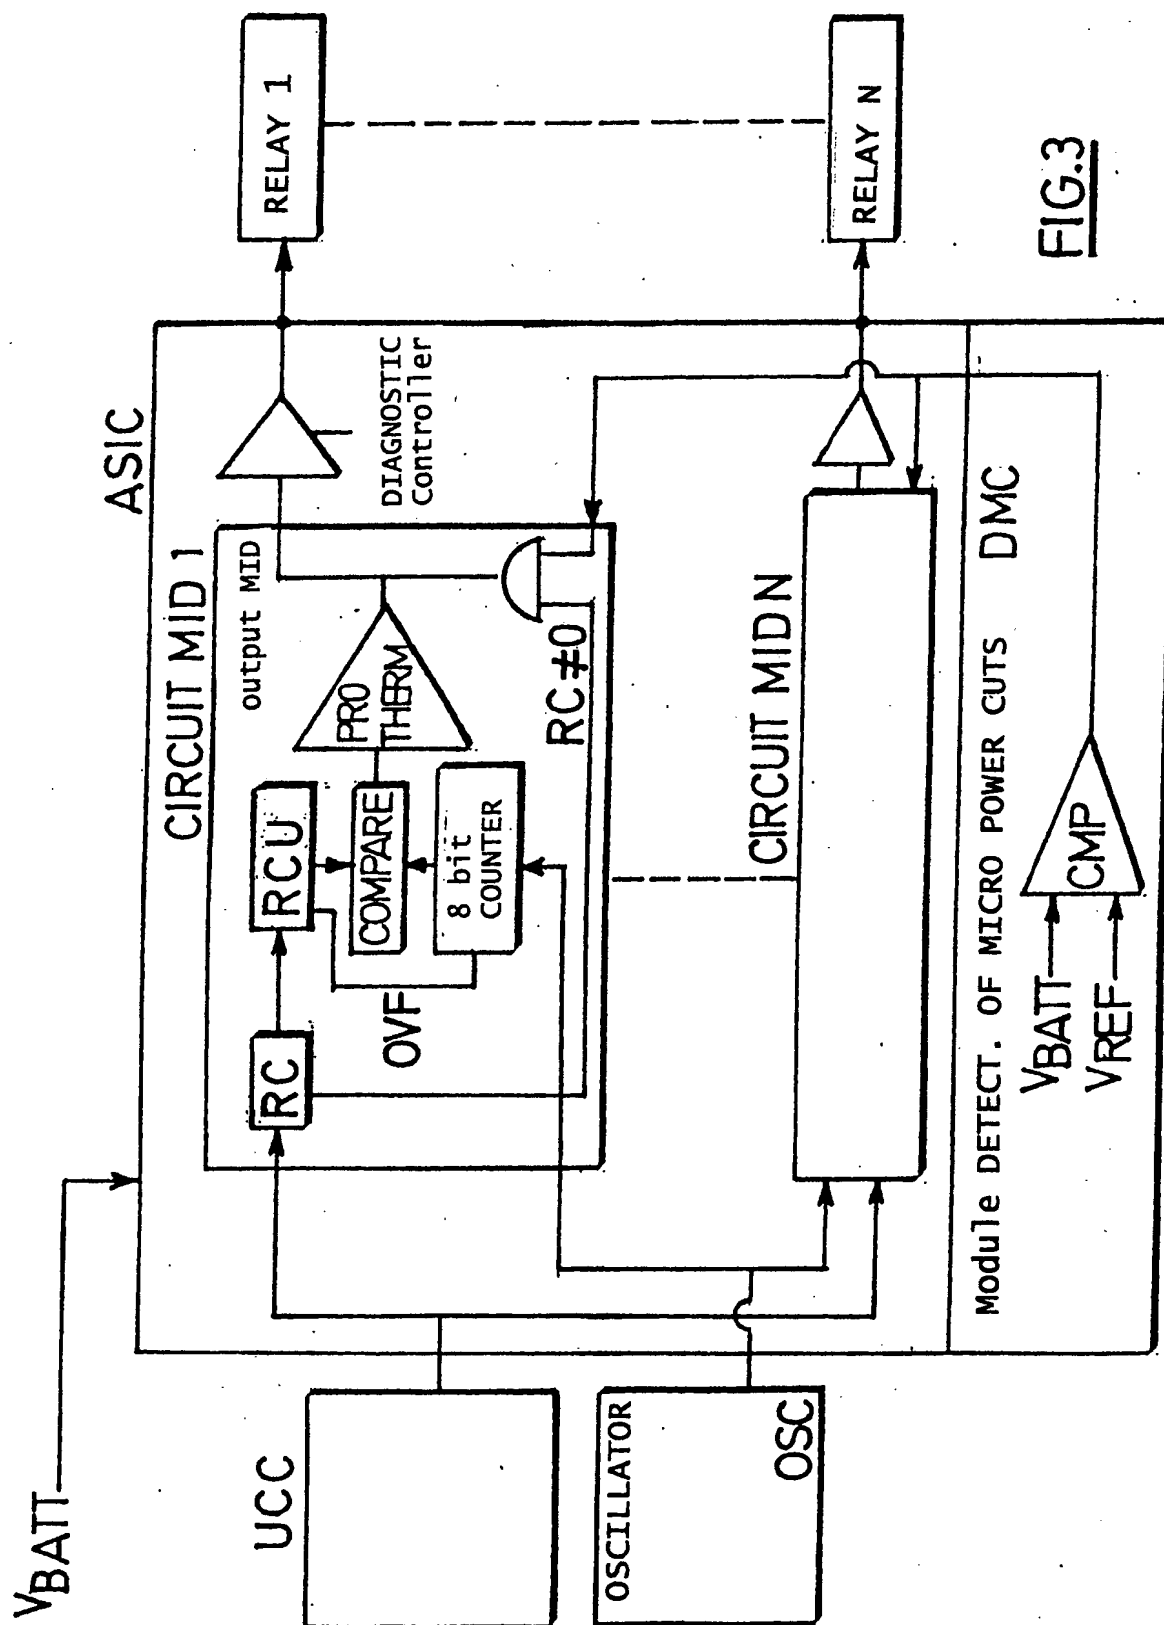 VBATT
UCC
OSCILLATOR
OSC
ASIC
CIRCUIT MID 1
output MID
RC
RCU
COMPARE
8 bit
COUNTER
OVF
PRO
THERM
RC≠0
DIAGNOSTIC
Controller
RELAY 1
RELAY N
CIRCUIT MIDN
Module DETECT. OF MICRO POWER CUTS
DMC
VBATT
VREF
CMP
FIG.3